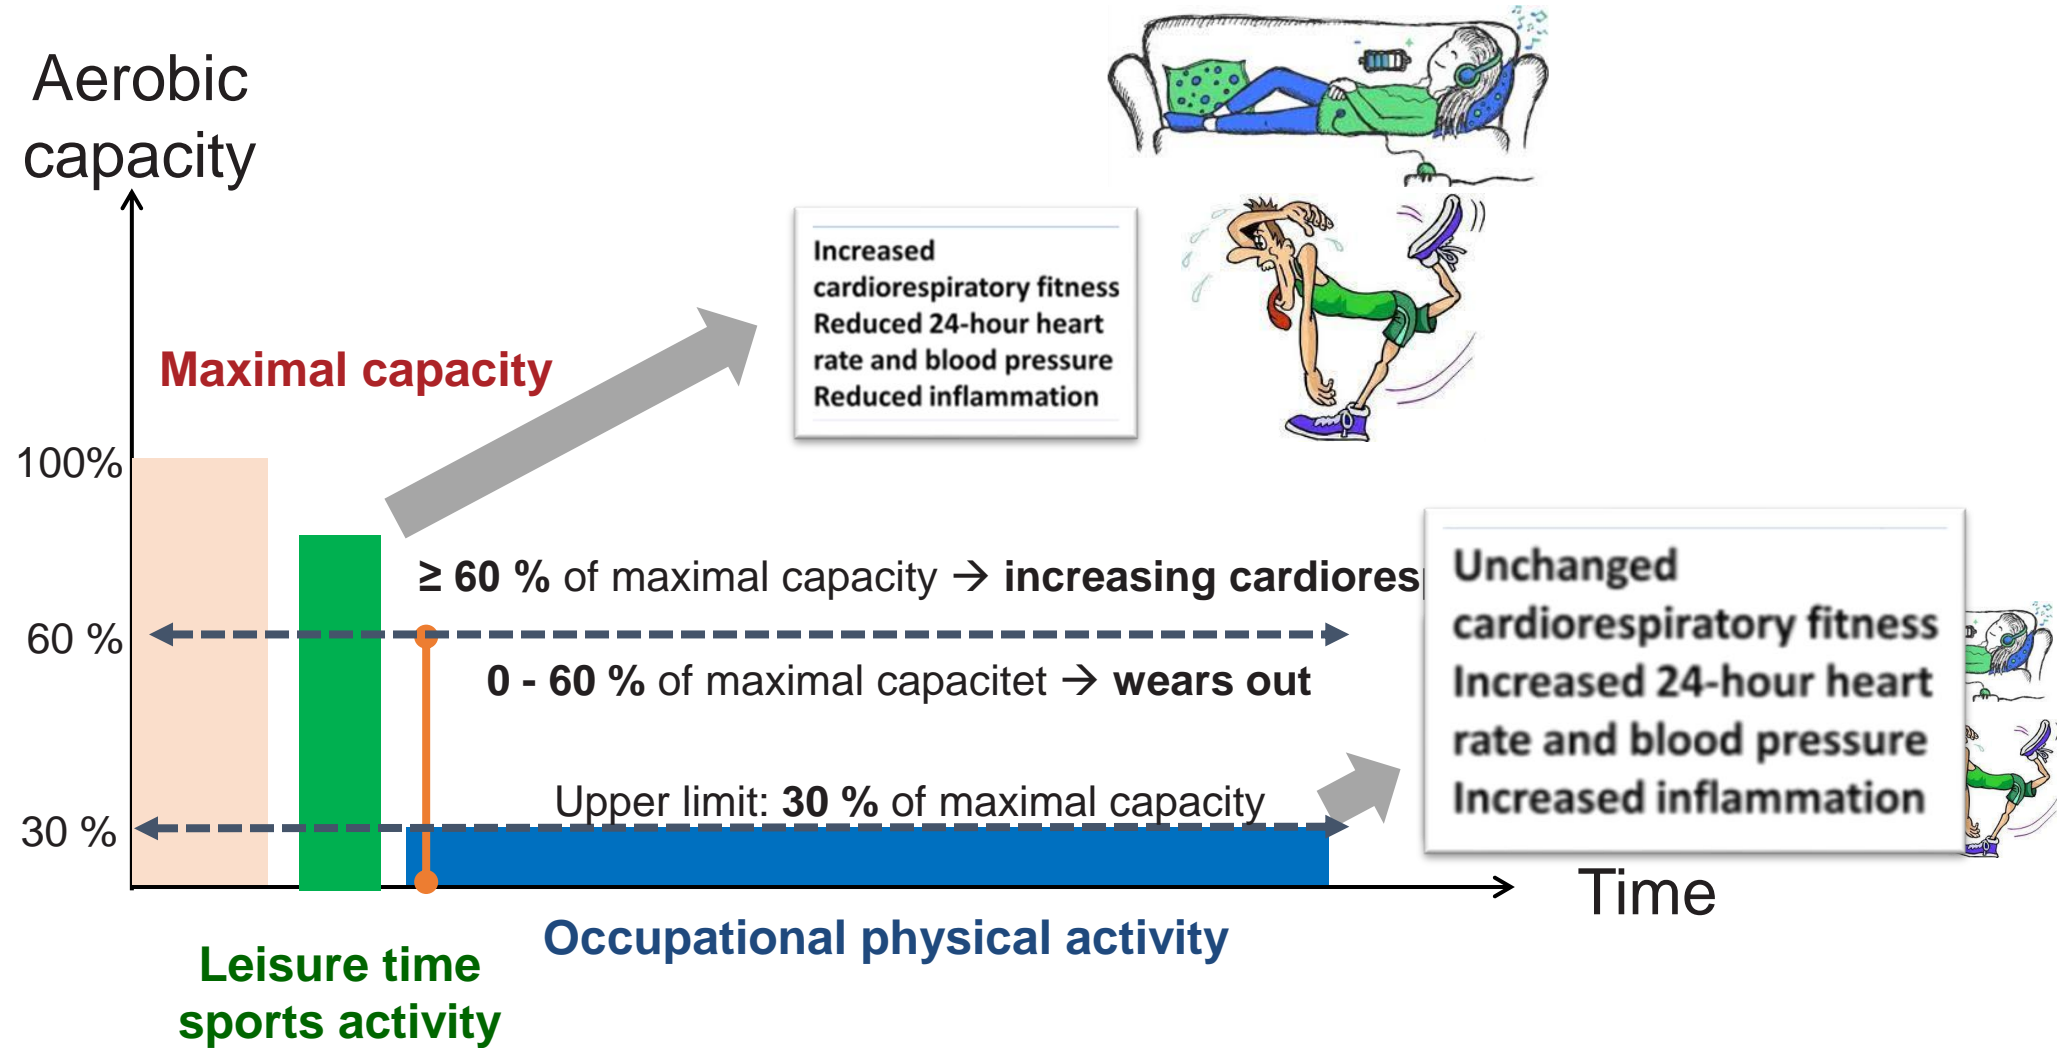 Aerobic
capacity
Increased
cardiorespiratory fitness
Reduced 24-hour heart
rate and blood pressure
Reduced inflammation
Maximal capacity
100%
≥ 60 % of maximal capacity → increasing cardioresp
60 %
0 - 60 % of maximal capacitet → wears out
Unchanged
cardiorespiratory fitness
Increased 24-hour heart
rate and blood pressure
Increased inflammation
Upper limit: 30 % of maximal capacity
30 %
Time
Occupational physical activity
Leisure time
sports activity